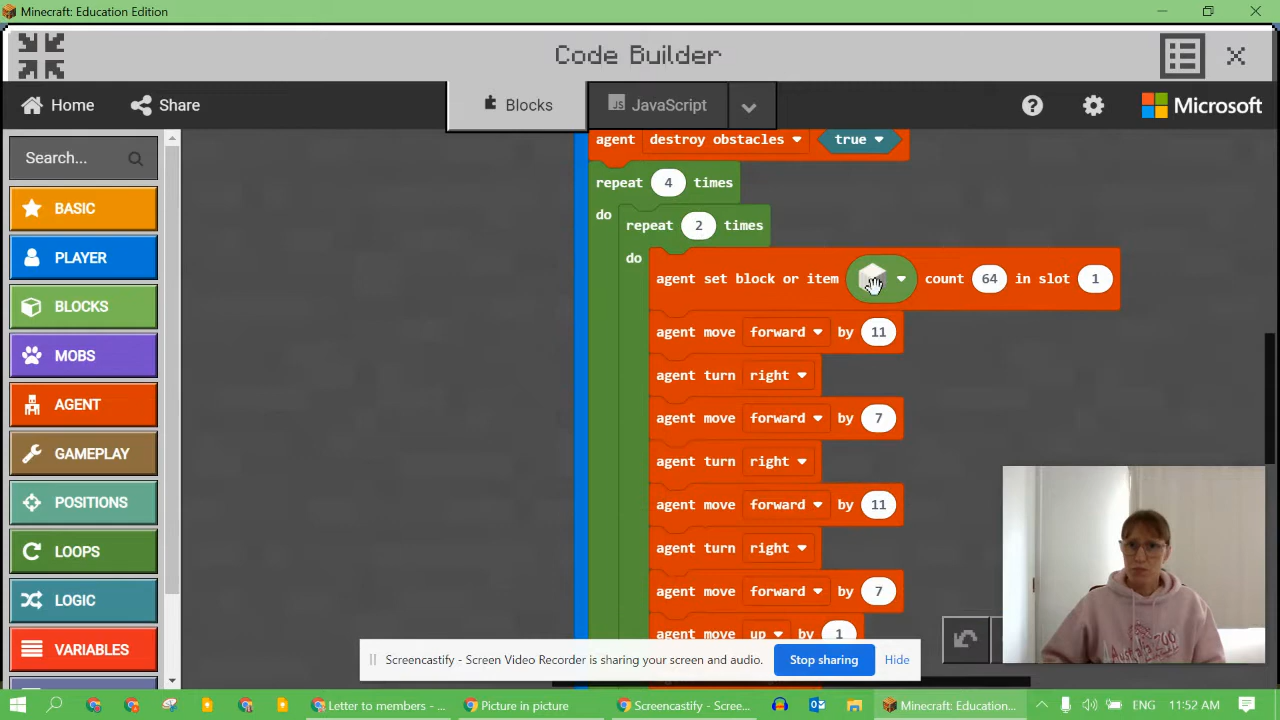 Minecraft: Education Edition
Code Builder
Home
Share
Blocks
JS JavaScript
? Microsoft
Search...
BASIC
PLAYER
BLOCKS
MOBS
AGENT
GAMEPLAY
POSITIONS
LOOPS
LOGIC
VARIABLES
agent destroy obstacles true
repeat 4 times
do repeat 2 times
do agent set block or item count 64 in slot 1
agent move forward by 11
agent turn right
agent move forward by 7
agent turn right
agent move forward by 11
agent turn right
agent move forward by 7
agent move up by 1
Screencastify - Screen Video Recorder is sharing your screen and audio. Stop sharing Hide
Letter to members - ...
Picture in picture
Screencastify - Scree...
Minecraft: Education...
ENG
11:52 AM